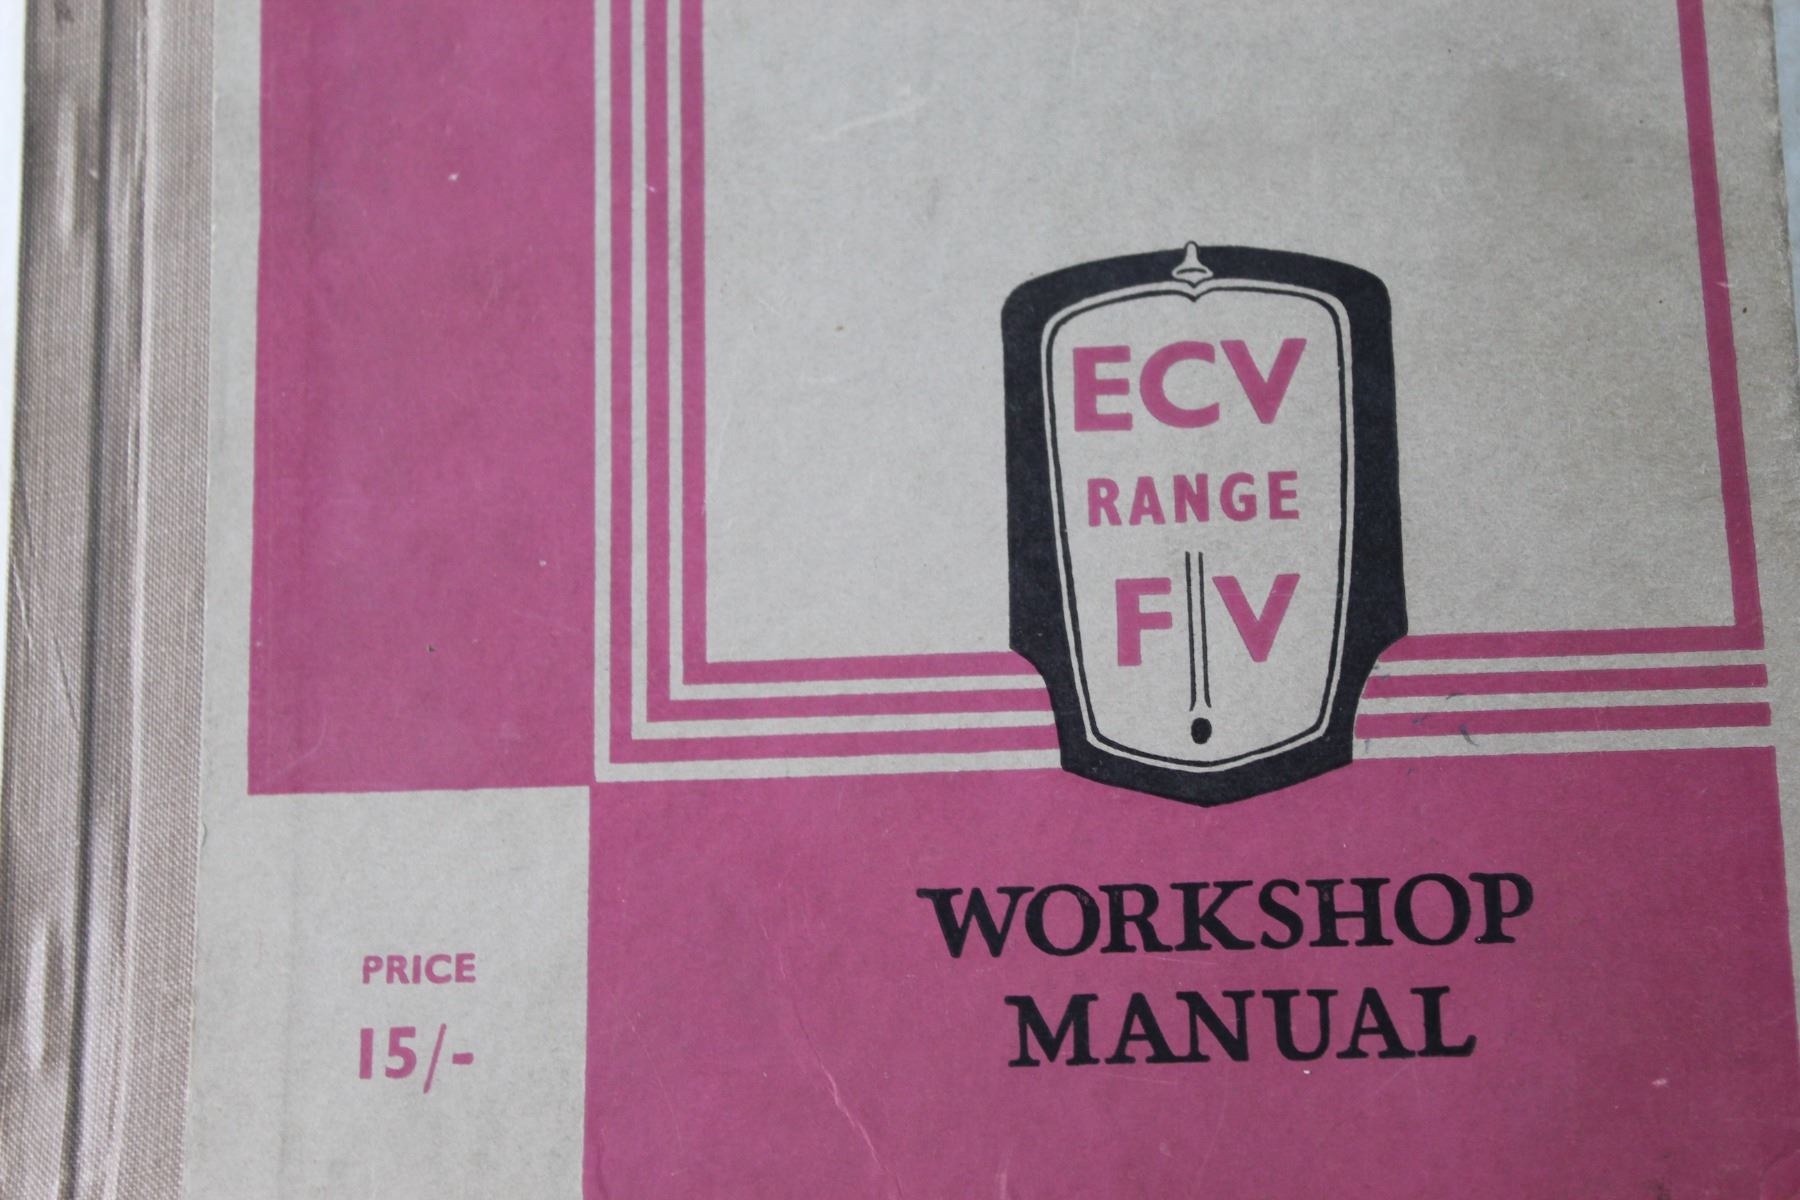 ECV
RANGE
F V
WORKSHOP
MANUAL
PRICE
15/-